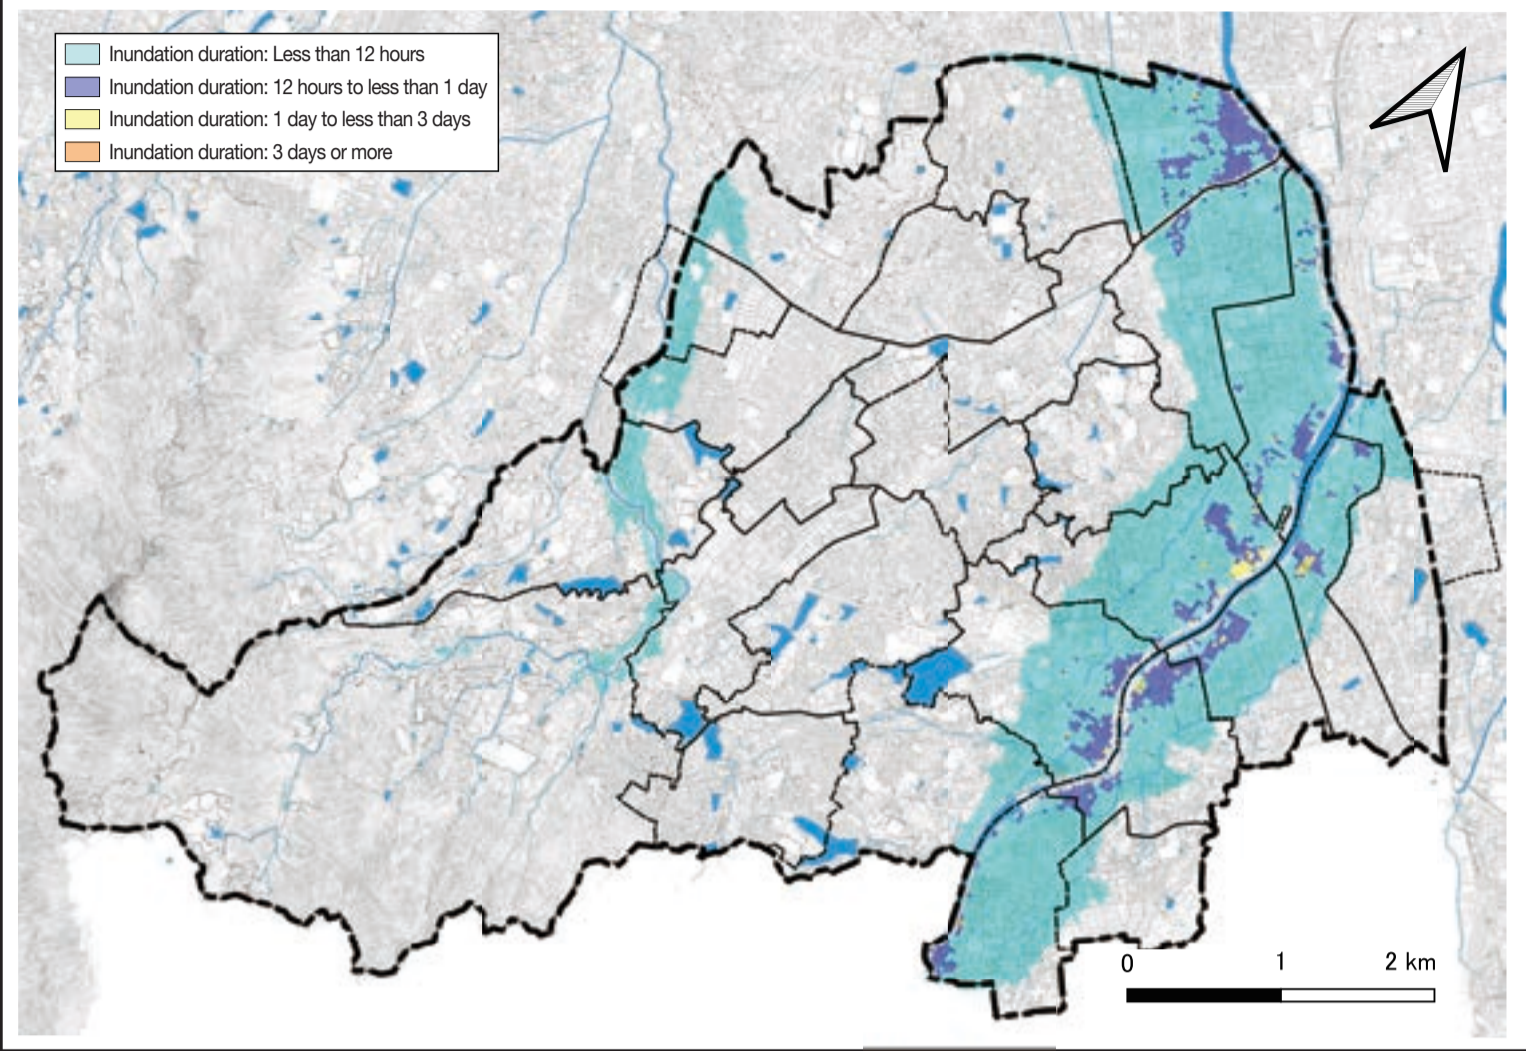 Inundation duration: Less than 12 hours
Inundation duration: 12 hours to less than 1 day
Inundation duration: 1 day to less than 3 days
Inundation duration: 3 days or more
0 1 2 km